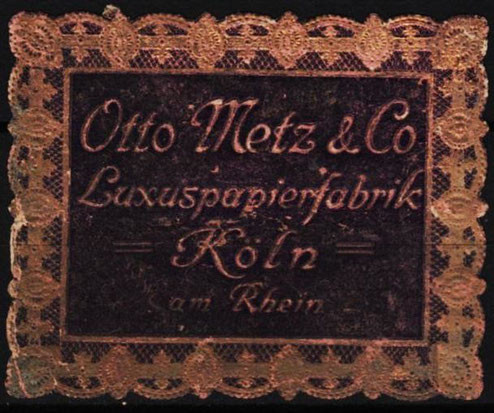 Otto Metz & Co
Luxuspapierfabrik
= Köln =
am Rhein